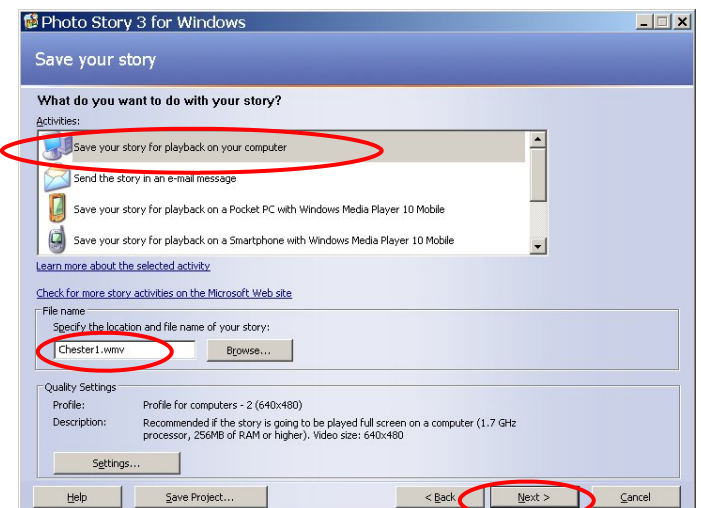 Photo Story 3 for Windows
Save your story
What do you want to do with your story?
Activities:
Save your story for playback on your computer
Send the story in an e-mail message
Save your story for playback on a Pocket PC with Windows Media Player 10 Mobile
Save your story for playback on a Smartphone with Windows Media Player 10 Mobile
Learn more about the selected activity
Check for more story activities on the Microsoft Web site
File name
Specify the location and file name of your story:
Chester1.wmv Browse...
Quality Settings
Profile: Profile for computers - 2 (640x480)
Description: Recommended if the story is going to be played full screen on a computer (1.7 GHz
processor, 256MB of RAM or higher). Video size: 640x480
Settings...
Help Save Project... < Back Next > Cancel